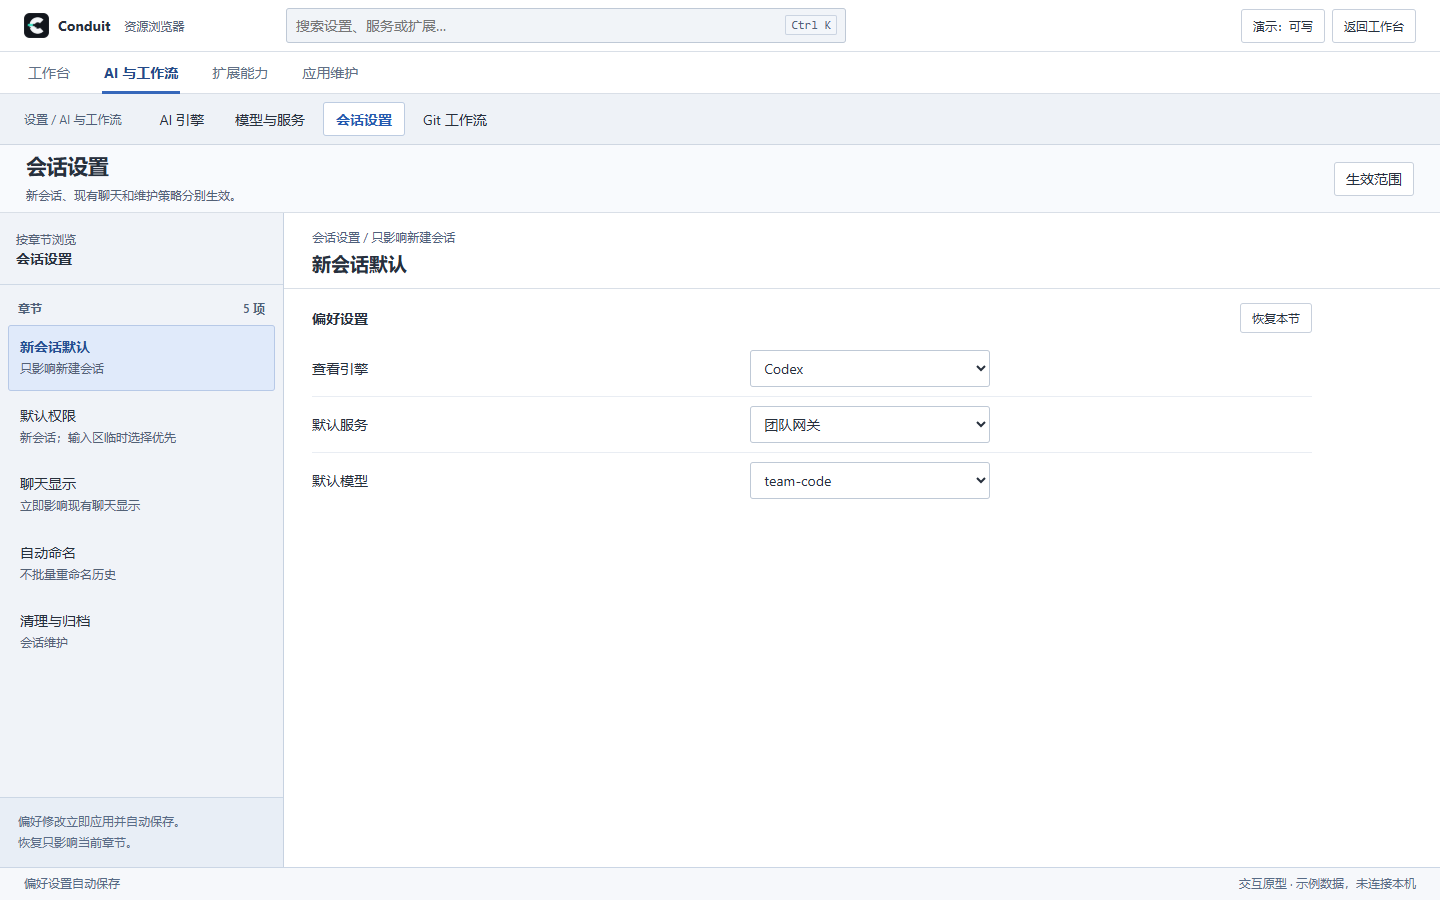 Conduit 资源浏览器
搜索设置、服务或扩展... Ctrl K
演示：可写 返回工作台
工作台 AI 与工作流 扩展能力 应用维护
设置 / AI 与工作流 AI 引擎 模型与服务 会话设置 Git 工作流
会话设置
新会话、现有聊天和维护策略分别生效。
生效范围
按章节浏览
会话设置
章节 5 项
新会话默认
只影响新建会话
默认权限
新会话；输入区临时选择优先
聊天显示
立即影响现有聊天显示
自动命名
不批量重命名历史
清理与归档
会话维护
偏好修改立即应用并自动保存。
恢复只影响当前章节。
会话设置 / 只影响新建会话
新会话默认
偏好设置 恢复本节
查看引擎 Codex
默认服务 团队网关
默认模型 team-code
偏好设置自动保存
交互原型 · 示例数据，未连接本机